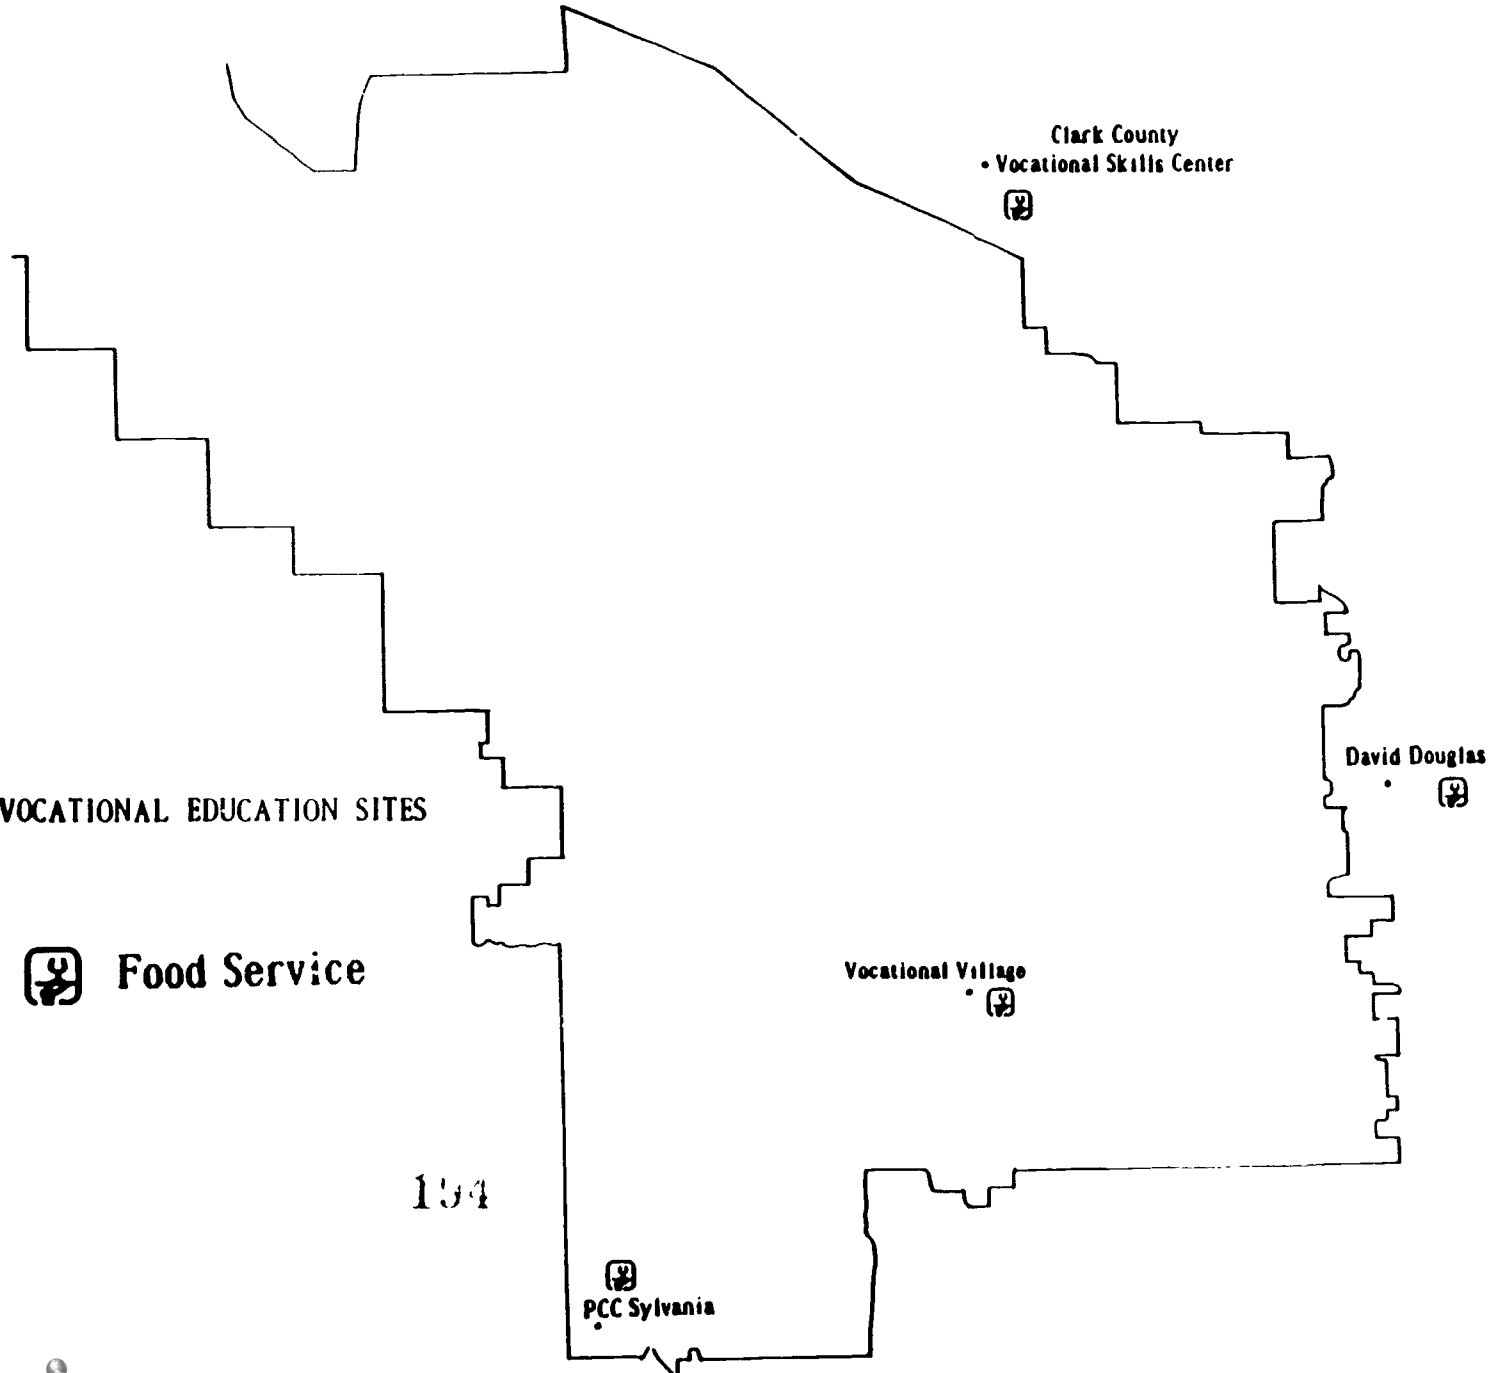 Clark County
• Vocational Skills Center
David Douglas
VOCATIONAL EDUCATION SITES
Food Service
Vocational Village
PCC Sylvania